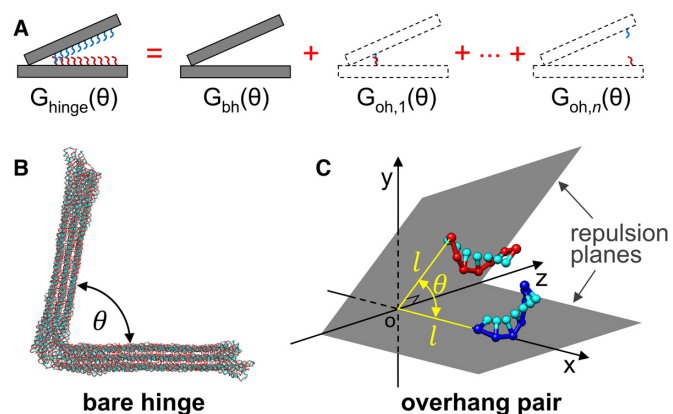 A
= + + ... +
G_hinge(θ) G_bh(θ) G_oh,1(θ) G_oh,n(θ)
B
θ
bare hinge
C
y
l
θ
z
o
l
x
repulsion
planes
overhang pair